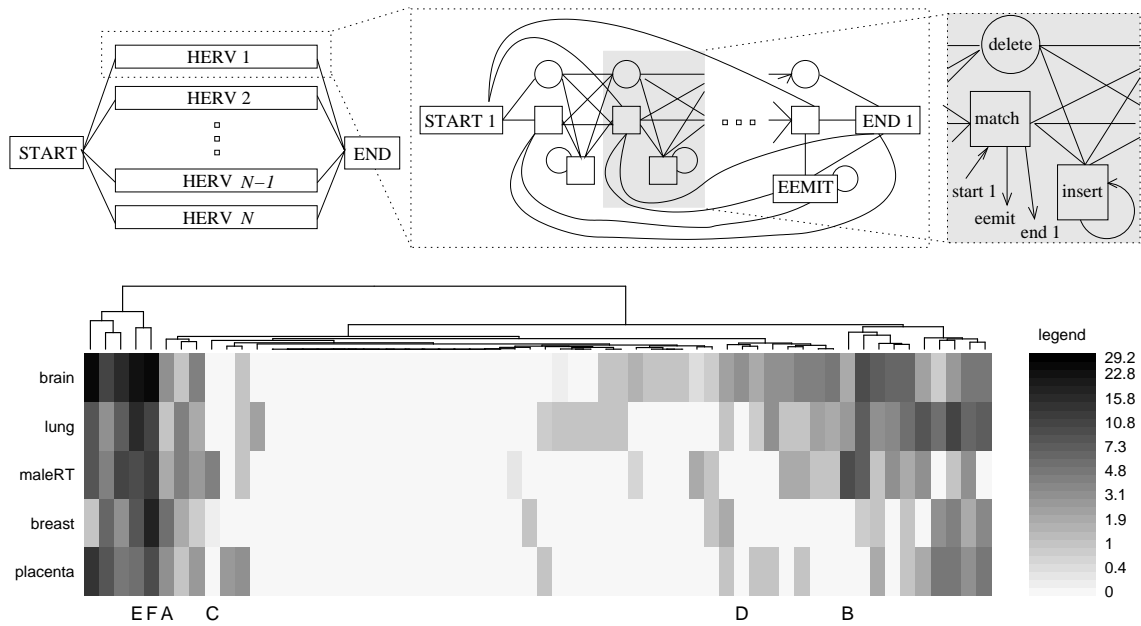 START
HERV 1
HERV 2
HERV N−1
HERV N
END
START 1
END 1
EEMIT
delete
match
insert
start 1
eemit
end 1
brain
lung
maleRT
breast
placenta
E F A C D B
legend
29.2
22.8
15.8
10.8
7.3
4.8
3.1
1.9
1
0.4
0